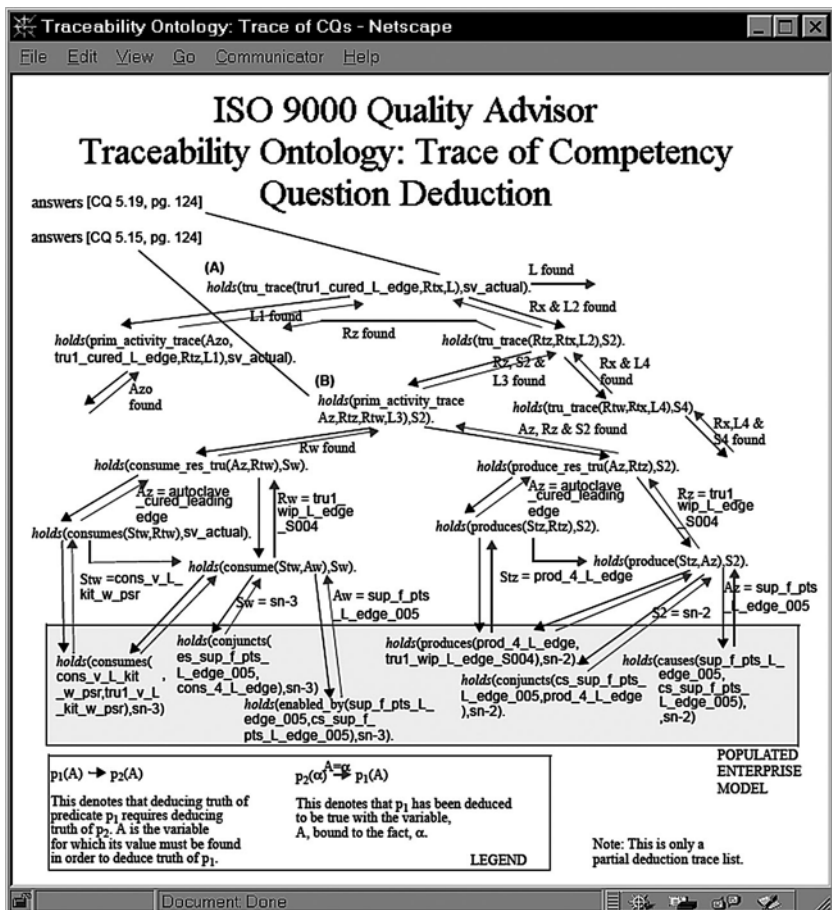 Traceability Ontology: Trace of CQs - Netscape
File Edit View Go Communicator Help
ISO 9000 Quality Advisor
Traceability Ontology: Trace of Competency
Question Deduction
answers [CQ 5.19, pg. 124]
answers [CQ 5.15, pg. 124]
(A)
L found
holds(tru_trace(tru1_cured_L_edge,Rtx,L),sv_actual).
L1 found
Rx & L2 found
Rz found
holds(prim_activity_trace(Azo,
tru1_cured_L_edge,Rtz,L1),sv_actual).
holds(tru_trace(Rtz,Rtx,L2),S2).
Azo
found
(B)
Rz, S2 &
L3 found
Rx & L4
found
holds(prim_activity_trace
Az,Rtz,Rtw,L3),S2).
holds(tru_trace(Rtw,Rtx,L4),S4)
Rw found
Az, Rz & S2 found
Rx,L4 &
S4 found
holds(consume_res_tru(Az,Rtw),Sw).
holds(produce_res_tru(Az,Rtz),S2).
Az = autoclave
_cured_leading
edge
Rw = tru1_
wip_L_edge
_S004
Az = autoclave
_cured_leading
edge
Rz = tru1_
wip_L_edge
_S004
holds(consumes(Stw,Rtw),sv_actual).
holds(produces(Stz,Rtz),S2).
Stw =cons_v_L_
kit_w_psr
holds(consume(Stw,Aw),Sw).
Stz = prod_4_L_edge
holds(produce(Stz,Az),S2).
Sw = sn-3
Aw = sup_f_pts
_L_edge_005
S2 = sn-2
Az = sup_f_pts
_L_edge_005
holds(consumes(
cons_v_L_kit
_w_psr,tru1_v_L
_kit_w_psr),sn-3)
holds(conjuncts(
es_sup_f_pts_
L_edge_005,
cons_4_L_edge),sn-3)
holds(enabled_by(sup_f_pts_L_
edge_005,cs_sup_f_
pts_L_edge_005),sn-3).
holds(produces(prod_4_L_edge,
tru1_wip_L_edge_S004),sn-2)
holds(conjuncts(cs_sup_f_pts_
L_edge_005,prod_4_L_edge
),sn-2).
holds(causes(sup_f_pts_L_
edge_005,
cs_sup_f_pts_
L_edge_005),
,sn-2)
POPULATED
ENTERPRISE
MODEL
p1(A) → p2(A)
This denotes that deducing truth of
predicate p1 requires deducing
truth of p2. A is the variable
for which its value must be found
in order to deduce truth of p1.
A=α
p2(α) → p1(A)
This denotes that p1 has been deduced
to be true with the variable,
A, bound to the fact, α.
LEGEND
Note: This is only a
partial deduction trace list.
Document: Done